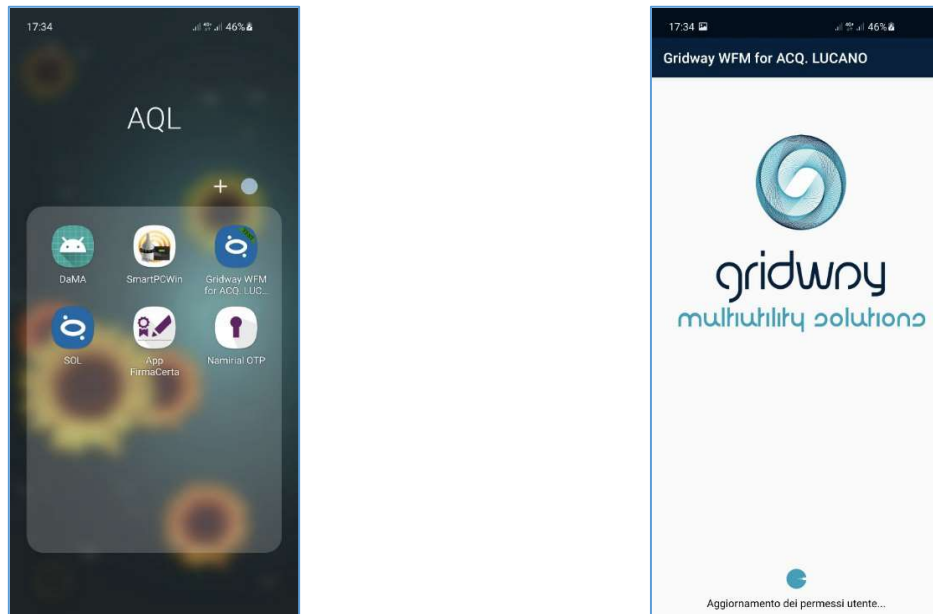 17:34
46%
AQL
DaMA
SmartPCWin
Gridway WFM
for ACQ. LUC...
SOL
App
FirmaCerta
Namirial OTP
17:34
46%
Gridway WFM for ACQ. LUCANO
gridway
multiutility solutions
Aggiornamento dei permessi utente...